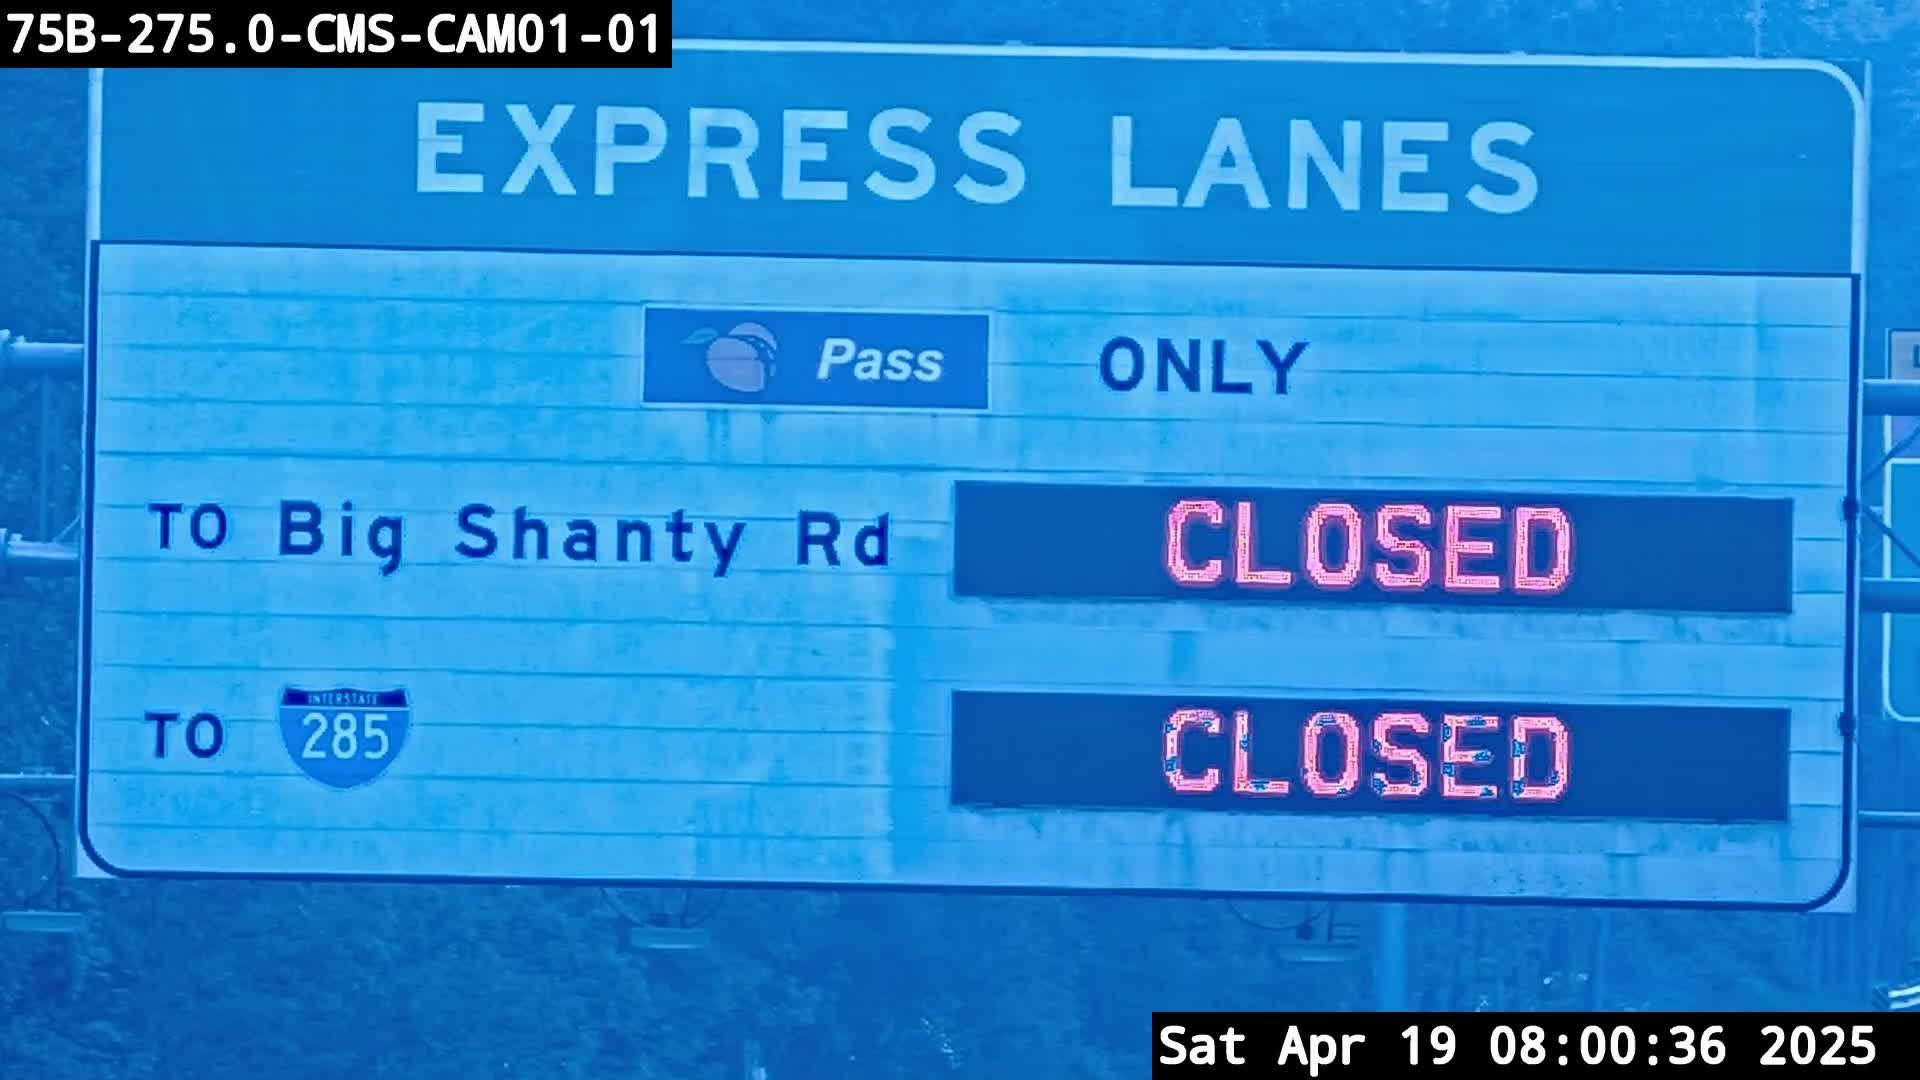 75B-275.0-CMS-CAM01-01
EXPRESS LANES
Pass ONLY
TO Big Shanty Rd CLOSED
TO INTERSTATE 285 CLOSED
Sat Apr 19 08:00:36 2025